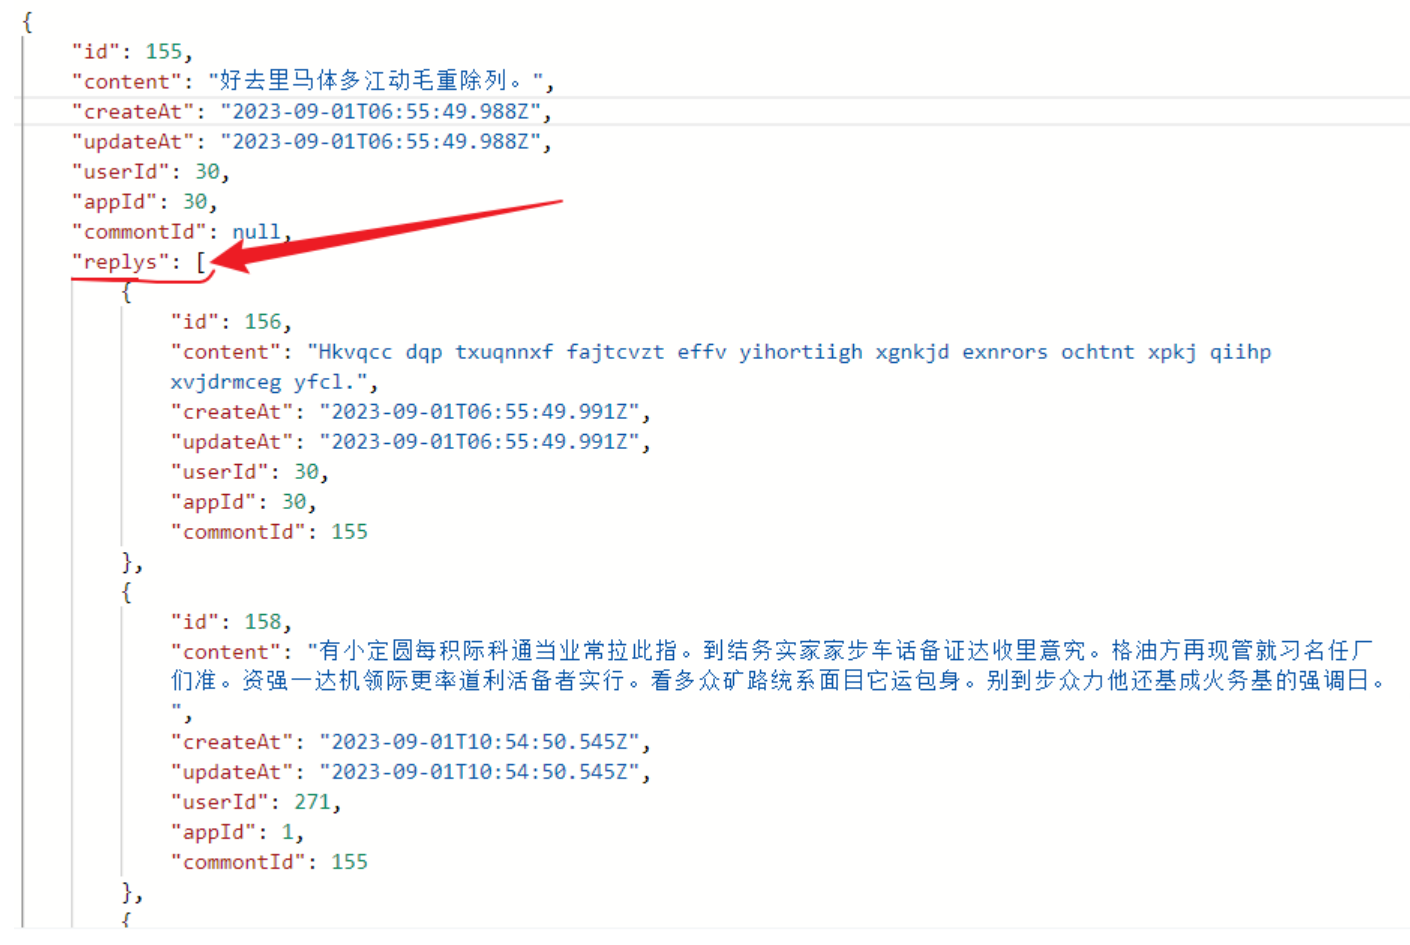 {
"id": 155,
"content": "好去里马体多江动毛重除列。",
"createAt": "2023-09-01T06:55:49.988Z",
"updateAt": "2023-09-01T06:55:49.988Z",
"userId": 30,
"appId": 30,
"commontId": null,
"replys": [
{
"id": 156,
"content": "Hkvqcc dqp txuqnnxf fajtcvzt effv yihortiigh xgnkjd exnrors ochtnt xpkj qiihp
xvjdrmceg yfcl.",
"createAt": "2023-09-01T06:55:49.991Z",
"updateAt": "2023-09-01T06:55:49.991Z",
"userId": 30,
"appId": 30,
"commontId": 155
},
{
"id": 158,
"content": "有小定圆每积际科通当业常拉此指。到结务实家家步车话备证达收里意究。格油方再现管就习名任厂
们准。资强一达机领际更率道利活备者实行。看多众矿路统系面目它运包身。别到步众力他还基成火务基的强调日。
",
"createAt": "2023-09-01T10:54:50.545Z",
"updateAt": "2023-09-01T10:54:50.545Z",
"userId": 271,
"appId": 1,
"commontId": 155
},
{